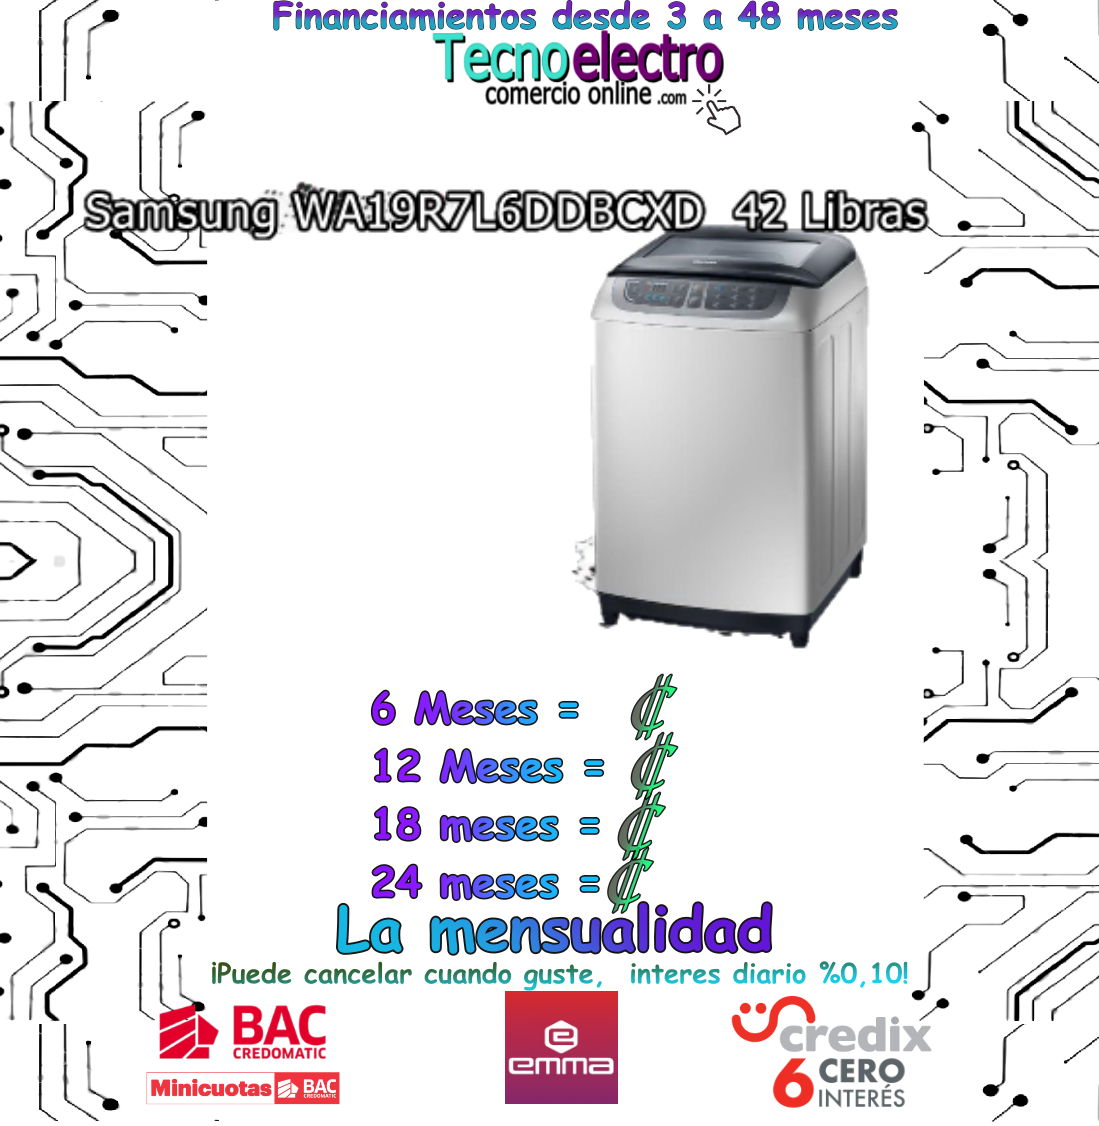 Financiamientos desde 3 a 48 meses
Tecnoelectro
comercio online .com
Samsung WA19R7L6DDBCXD 42 Libras
6 Meses = ₡
12 Meses = ₡
18 meses = ₡
24 meses = ₡
La mensualidad
¡Puede cancelar cuando guste, interes diario %0,10!
BAC
CREDOMATIC
Minicuotas BAC
CREDOMATIC
emma
credix
6 CERO
INTERÉS